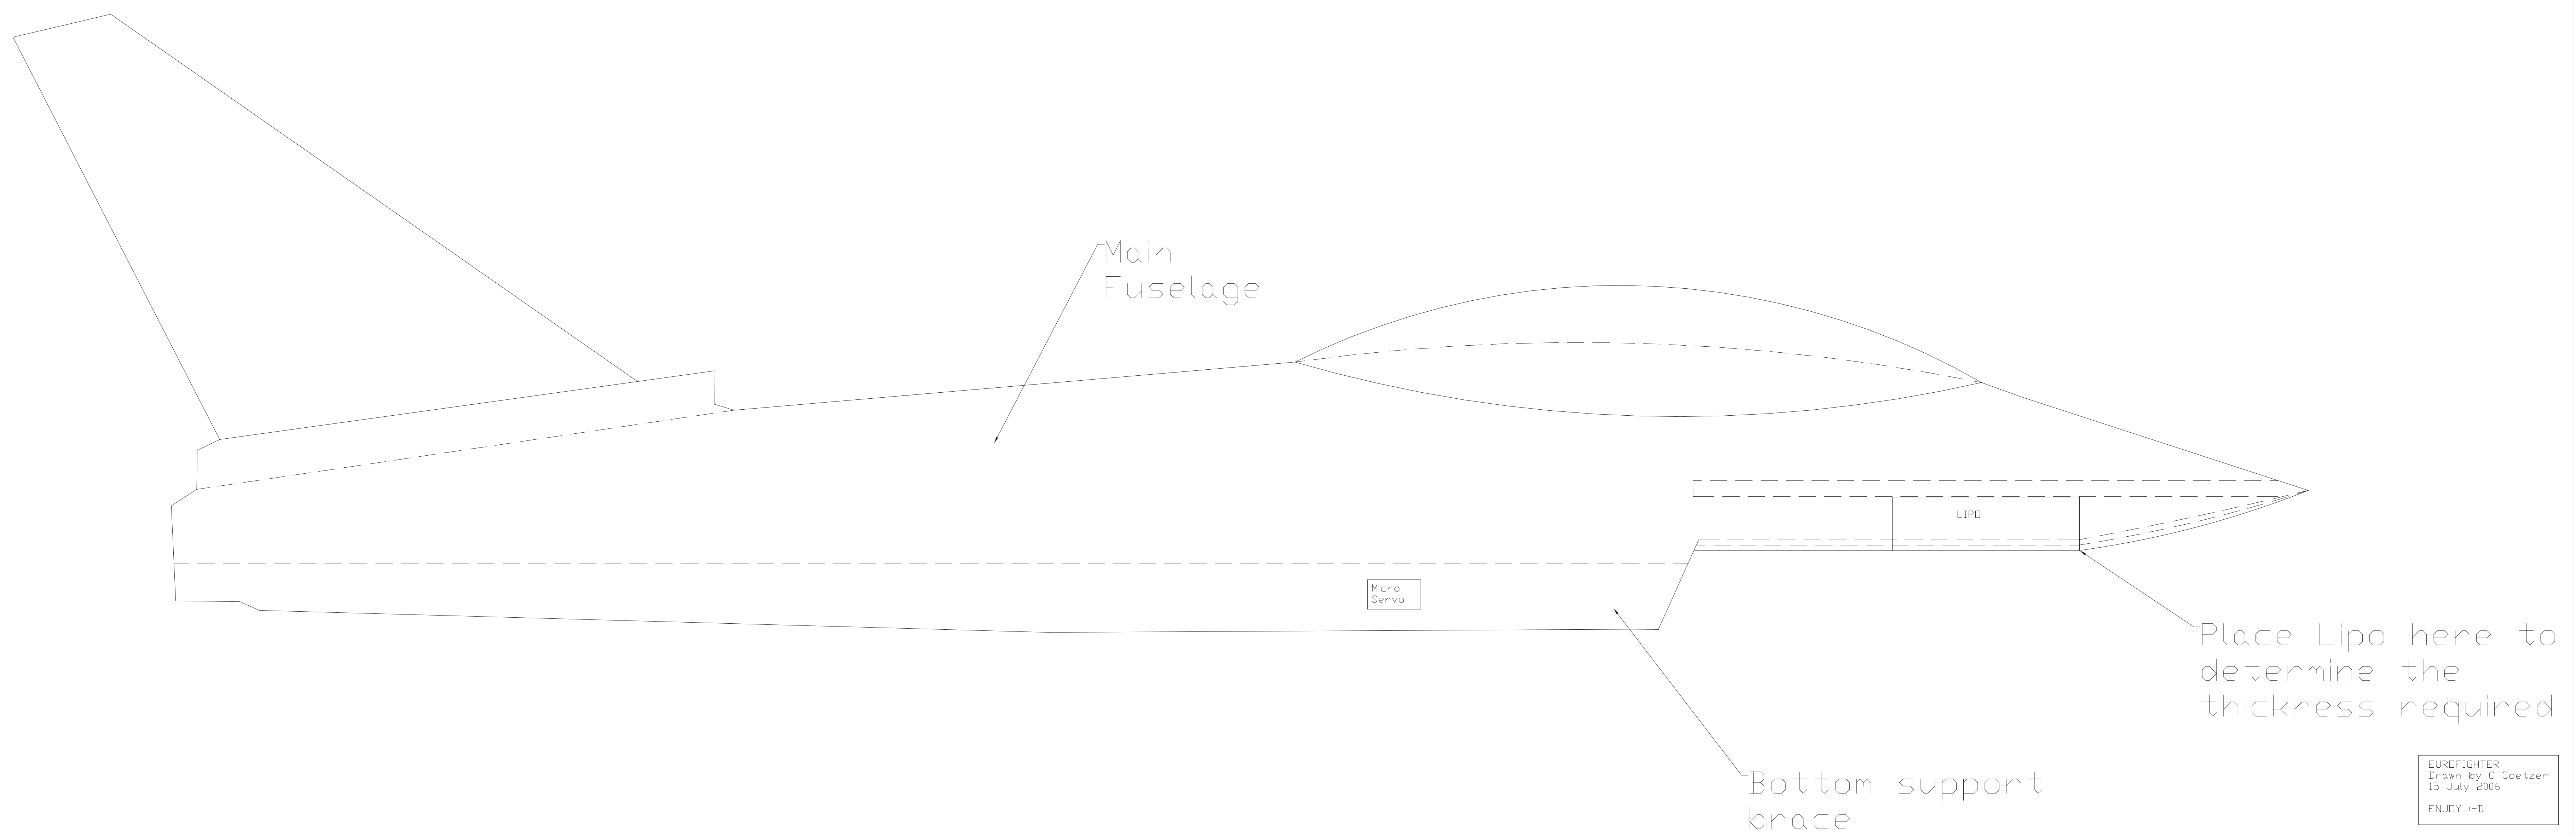 Main
Fuselage
LIPO
Micro
Servo
Place Lipo here to
determine the
thickness required
Bottom support
brace
EUROFIGHTER
Drawn by C Coetzer
15 July 2006
ENJOY :-D